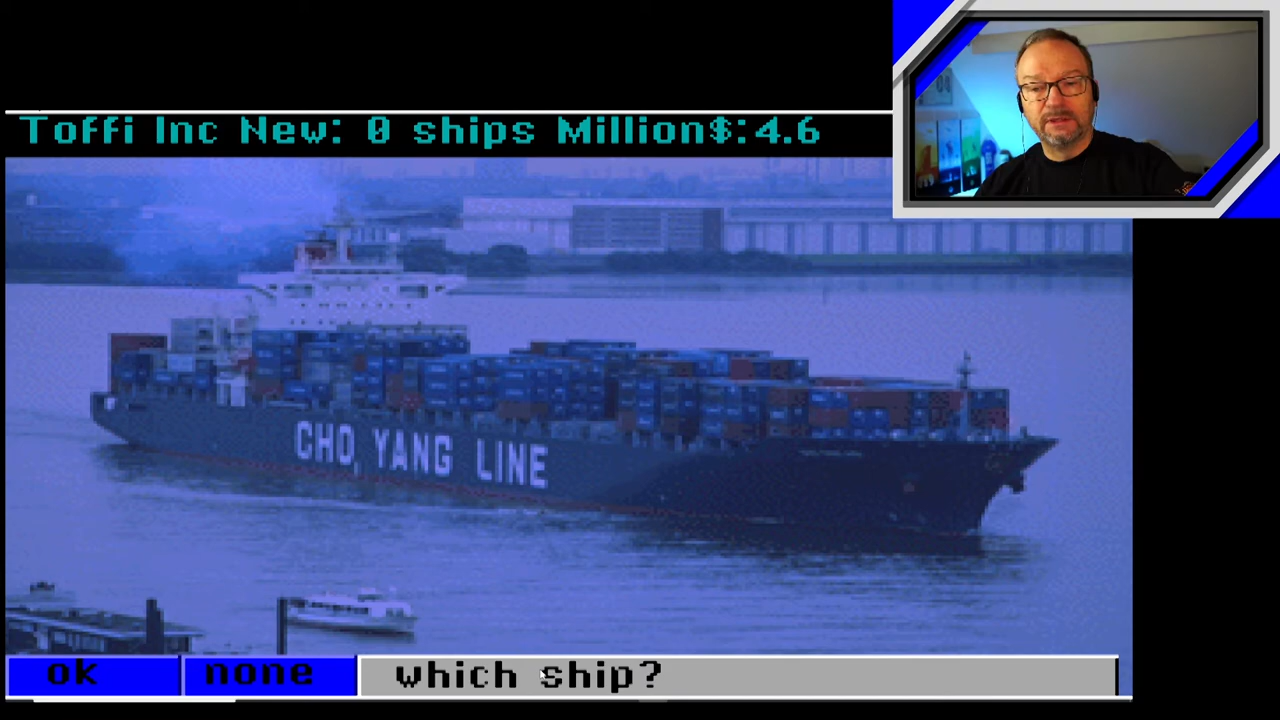 Toffi Inc New: 0 ships Million$:4.6
CHO YANG LINE
ok none which ship?